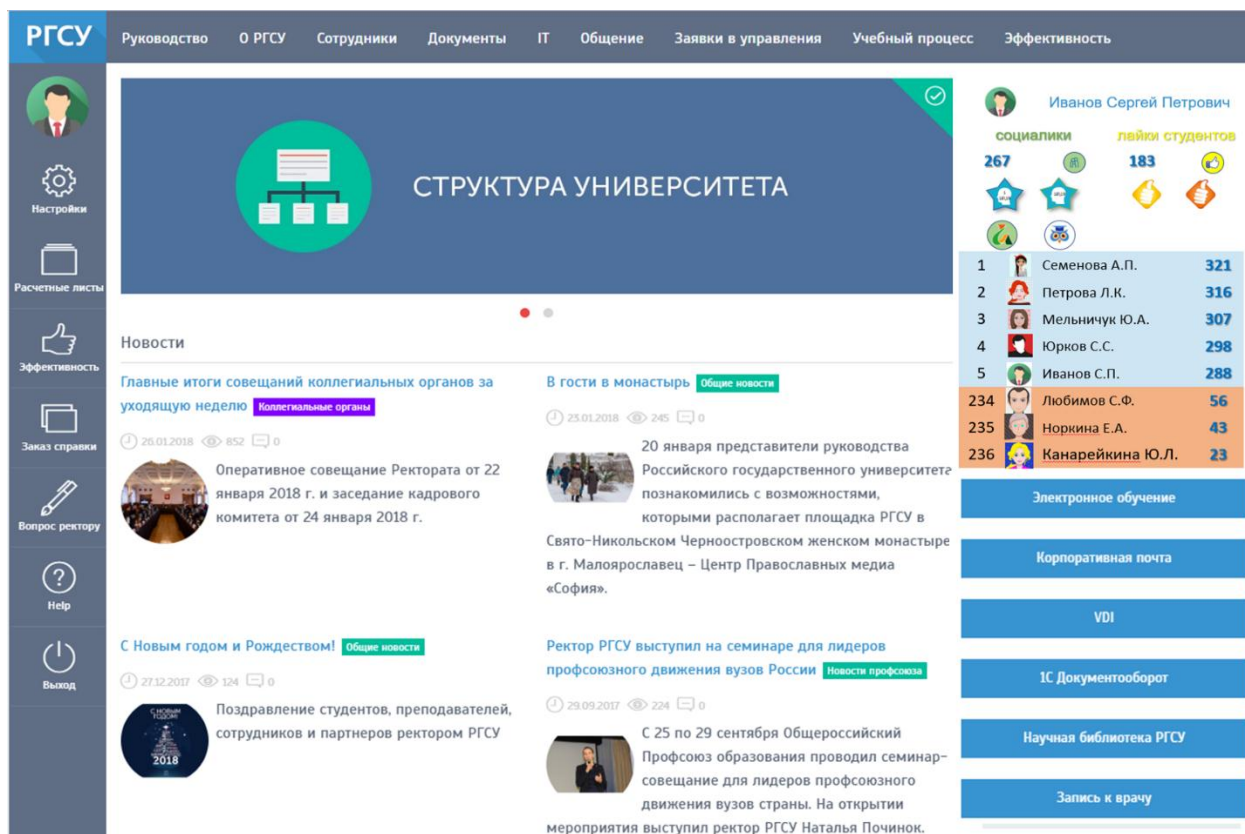 РГСУ
Руководство О РГСУ Сотрудники Документы IT Общение Заявки в управления Учебный процесс Эффективность
Настройки
Расчетные листы
Эффективность
Заказ справки
Вопрос ректору
Help
Выход
СТРУКТУРА УНИВЕРСИТЕТА
Новости
Главные итоги совещаний коллегиальных органов за
уходящую неделю Коллегиальные органы
26.01.2018 852 0
Оперативное совещание Ректората от 22
января 2018 г. и заседание кадрового
комитета от 24 января 2018 г.
В гости в монастырь Общие новости
23.01.2018 245 0
20 января представители руководства
Российского государственного университета
познакомились с возможностями,
которыми располагает площадка РГСУ в
Свято-Никольском Черноостровском женском монастыре
в г. Малоярославец – Центр Православных медиа
«София».
С Новым годом и Рождеством! Общие новости
27.12.2017 124 0
С НОВЫМ
ГОДОМ!
2018
Поздравление студентов, преподавателей,
сотрудников и партнеров ректором РГСУ
Ректор РГСУ выступил на семинаре для лидеров
профсоюзного движения вузов России Новости профсоюза
29.09.2017 224 0
С 25 по 29 сентября Общероссийский
Профсоюз образования проводил семинар-
совещание для лидеров профсоюзного
движения вузов страны. На открытии
мероприятия выступил ректор РГСУ Наталья Починок.
Иванов Сергей Петрович
социалики лайки студентов
267 183
1 Семенова А.П. 321
2 Петрова Л.К. 316
3 Мельничук Ю.А. 307
4 Юрков С.С. 298
5 Иванов С.П. 288
234 Любимов С.Ф. 56
235 Норкина Е.А. 43
236 Канарейкина Ю.Л. 23
Электронное обучение
Корпоративная почта
VDI
1С Документооборот
Научная библиотека РГСУ
Запись к врачу